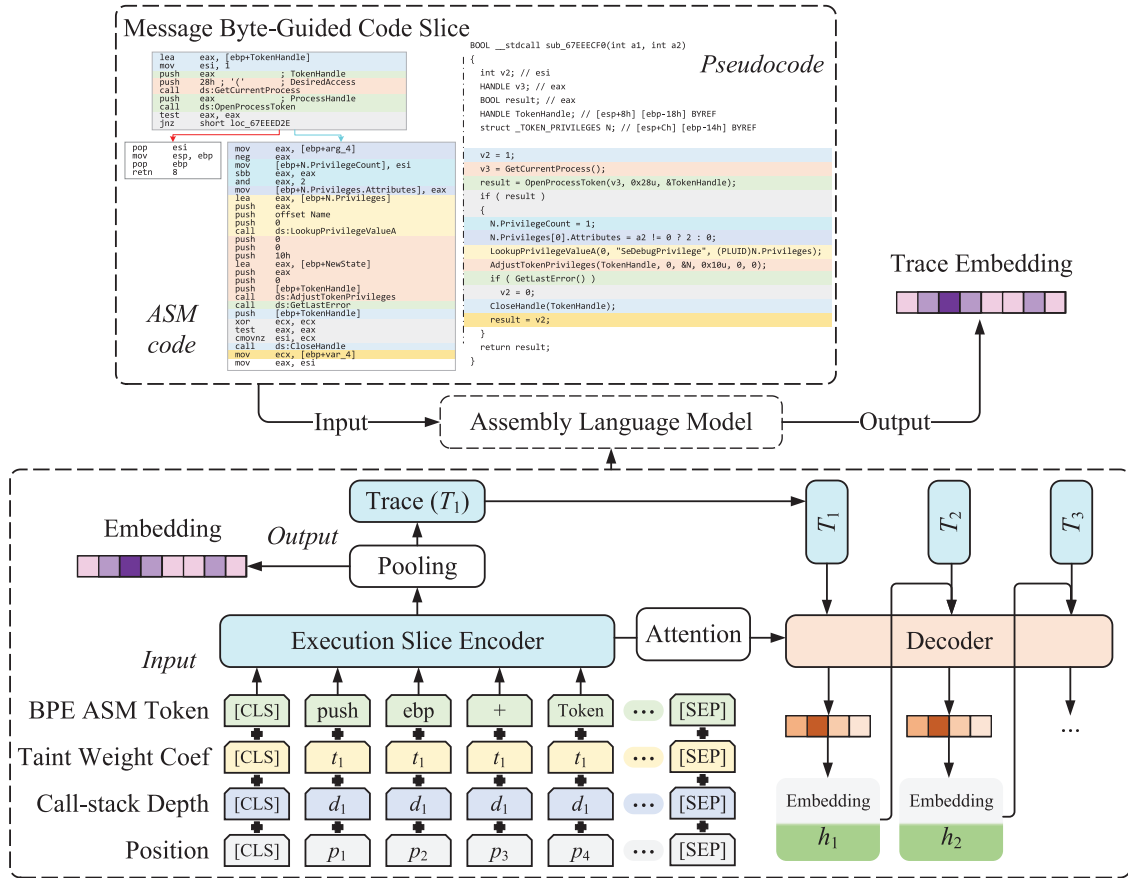 Message Byte-Guided Code Slice
lea eax, [ebp+TokenHandle]
mov esi, 1
push eax ; TokenHandle
push 28h ; '(' ; DesiredAccess
call ds:GetCurrentProcess
push eax ; ProcessHandle
call ds:OpenProcessToken
test eax, eax
jnz short loc_67EEED2E
pop esi
mov esp, ebp
pop ebp
retn 8
mov eax, [ebp+arg_4]
neg eax
mov [ebp+N.PrivilegeCount], esi
sbb eax, eax
and eax, 2
mov [ebp+N.Privileges.Attributes], eax
lea eax, [ebp+N.Privileges]
push eax
push offset Name
push 0
call ds:LookupPrivilegeValueA
push 0
push 0
push 10h
lea eax, [ebp+NewState]
push eax
push 0
push [ebp+TokenHandle]
call ds:AdjustTokenPrivileges
call ds:GetLastError
push [ebp+TokenHandle]
xor ecx, ecx
test eax, eax
cmovnz esi, ecx
call ds:CloseHandle
mov ecx, [ebp+var_4]
mov eax, esi
ASM
code
BOOL __stdcall sub_67EEECF0(int a1, int a2)
{
Pseudocode
int v2; // esi
HANDLE v3; // eax
BOOL result; // eax
HANDLE TokenHandle; // [esp+8h] [ebp-18h] BYREF
struct _TOKEN_PRIVILEGES N; // [esp+Ch] [ebp-14h] BYREF
v2 = 1;
v3 = GetCurrentProcess();
result = OpenProcessToken(v3, 0x28u, &TokenHandle);
if ( result )
{
N.PrivilegeCount = 1;
N.Privileges[0].Attributes = a2 != 0 ? 2 : 0;
LookupPrivilegeValueA(0, "SeDebugPrivilege", (PLUID)N.Privileges);
AdjustTokenPrivileges(TokenHandle, 0, &N, 0x10u, 0, 0);
if ( GetLastError() )
v2 = 0;
CloseHandle(TokenHandle);
result = v2;
}
return result;
}
Trace Embedding
Input
Assembly Language Model
Output
Trace (T1)
T1
T2
T3
Embedding
Output
Pooling
Input
Execution Slice Encoder
Attention
Decoder
BPE ASM Token
[CLS] push ebp + Token ... [SEP]
Taint Weight Coef
[CLS] t1 t1 t1 t1 ... [SEP]
Call-stack Depth
[CLS] d1 d1 d1 d1 ... [SEP]
Position
[CLS] p1 p2 p3 p4 ... [SEP]
...
Embedding
h1
Embedding
h2